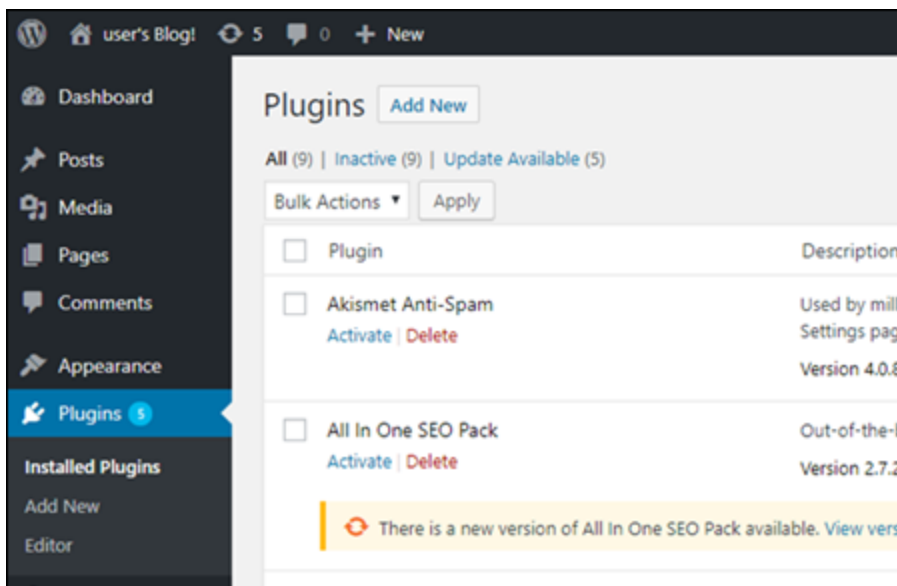 user's Blog! 5 0 + New
Dashboard
Posts
Media
Pages
Comments
Appearance
Plugins 5
Installed Plugins
Add New
Editor
Plugins Add New
All (9) | Inactive (9) | Update Available (5)
Bulk Actions Apply
Plugin Description
Akismet Anti-Spam Used by mill
Activate | Delete Settings pag
Version 4.0.8
All In One SEO Pack Out-of-the-
Activate | Delete Version 2.7.2
There is a new version of All In One SEO Pack available. View vers